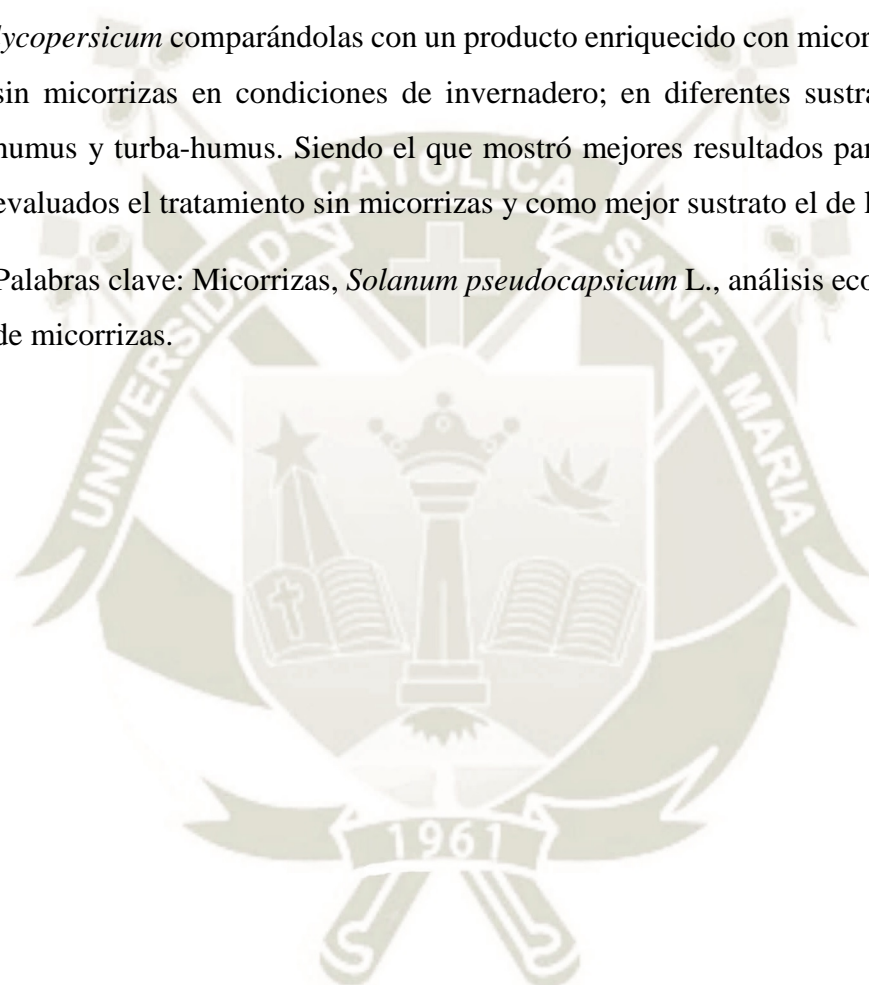 lycopersicum comparándolas con un producto enriquecido con micor
sin micorrizas en condiciones de invernadero; en diferentes sustra
humus y turba-humus. Siendo el que mostró mejores resultados par
evaluados el tratamiento sin micorrizas y como mejor sustrato el de
Palabras clave: Micorrizas, Solanum pseudocapsicum L., análisis eco
de micorrizas.
UNIVERSIDAD CATOLICA SANTA MARIA
1961